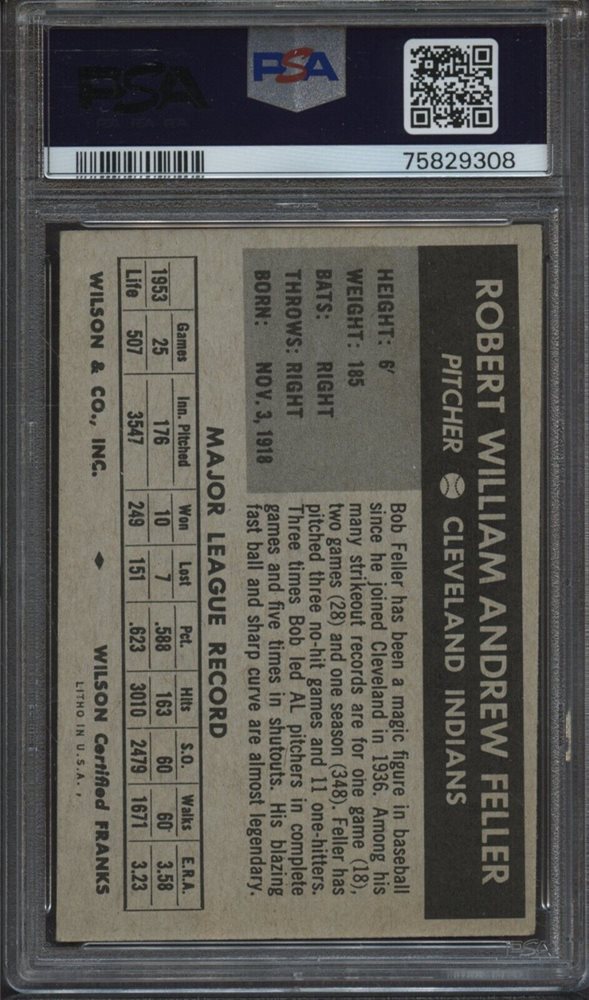 PSA
PSA
75829308
ROBERT WILLIAM ANDREW FELLER
PITCHER CLEVELAND INDIANS
HEIGHT: 6'
WEIGHT: 185
BATS: RIGHT
THROWS: RIGHT
BORN: NOV. 3, 1918
Bob Feller has been a magic figure in baseball
since he joined Cleveland in 1936. Among his
many strikeout records are for one game (18),
two games (28) and one season (348). Feller has
pitched three no-hit games and 11 one-hitters.
Three times Bob led AL pitchers in complete
games and five times in shutouts. His blazing
fast ball and sharp curve are almost legendary.
MAJOR LEAGUE RECORD
Games Inn. Pitched Won Lost Pct. Hits S.O. Walks E.R.A.
1953 25 176 10 7 .588 163 60 60 3.58
Life 507 3547 249 151 .623 3010 2479 1671 3.23
WILSON & CO., INC. WILSON Certified FRANKS
LITHO IN U.S.A.
PSA